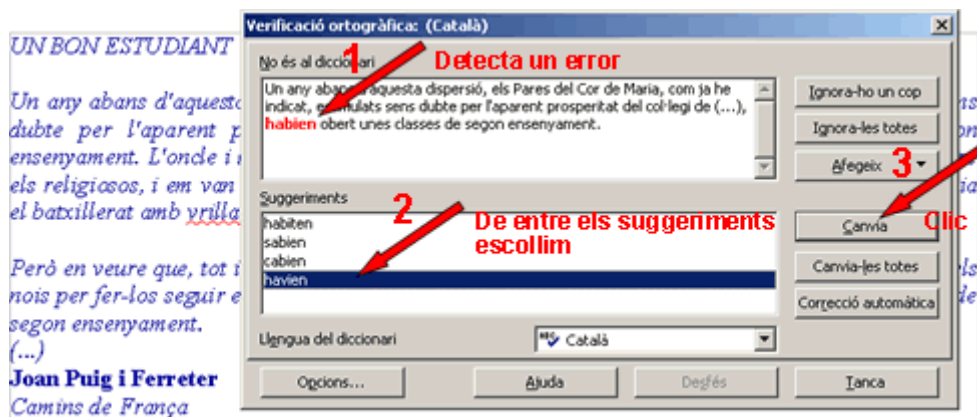 Verificació ortogràfica: (Català)
UN BON ESTUDIANT
1
No és al diccionari
Detecta un error
Un any abans d'aquesta dispersió, els Pares del Cor de Maria, com ja he
indicat, estimulats sens dubte per l'aparent prosperitat del col·legi de (...),
habien obert unes classes de segon ensenyament.
Ignora-ho un cop
Ignora-les totes
Afegeix
3
Un any abans d'aquest
dubte per l'aparent p
ensenyament. L'oncle i
els religiosos, i em van
el batxillerat amb vrilla
Suggeriments
2
habiten
sabien
cabien
havien
De entre els suggeriments
escollim
Canvia
Clic
Canvia-les totes
Correcció automàtica
Però en veure que, tot i
nois per fer-los seguir e
segon ensenyament.
(...)
Llengua del diccionari
Català
Joan Puig i Ferreter
Camins de França
Opcions...
Ajuda
Desfés
Tanca